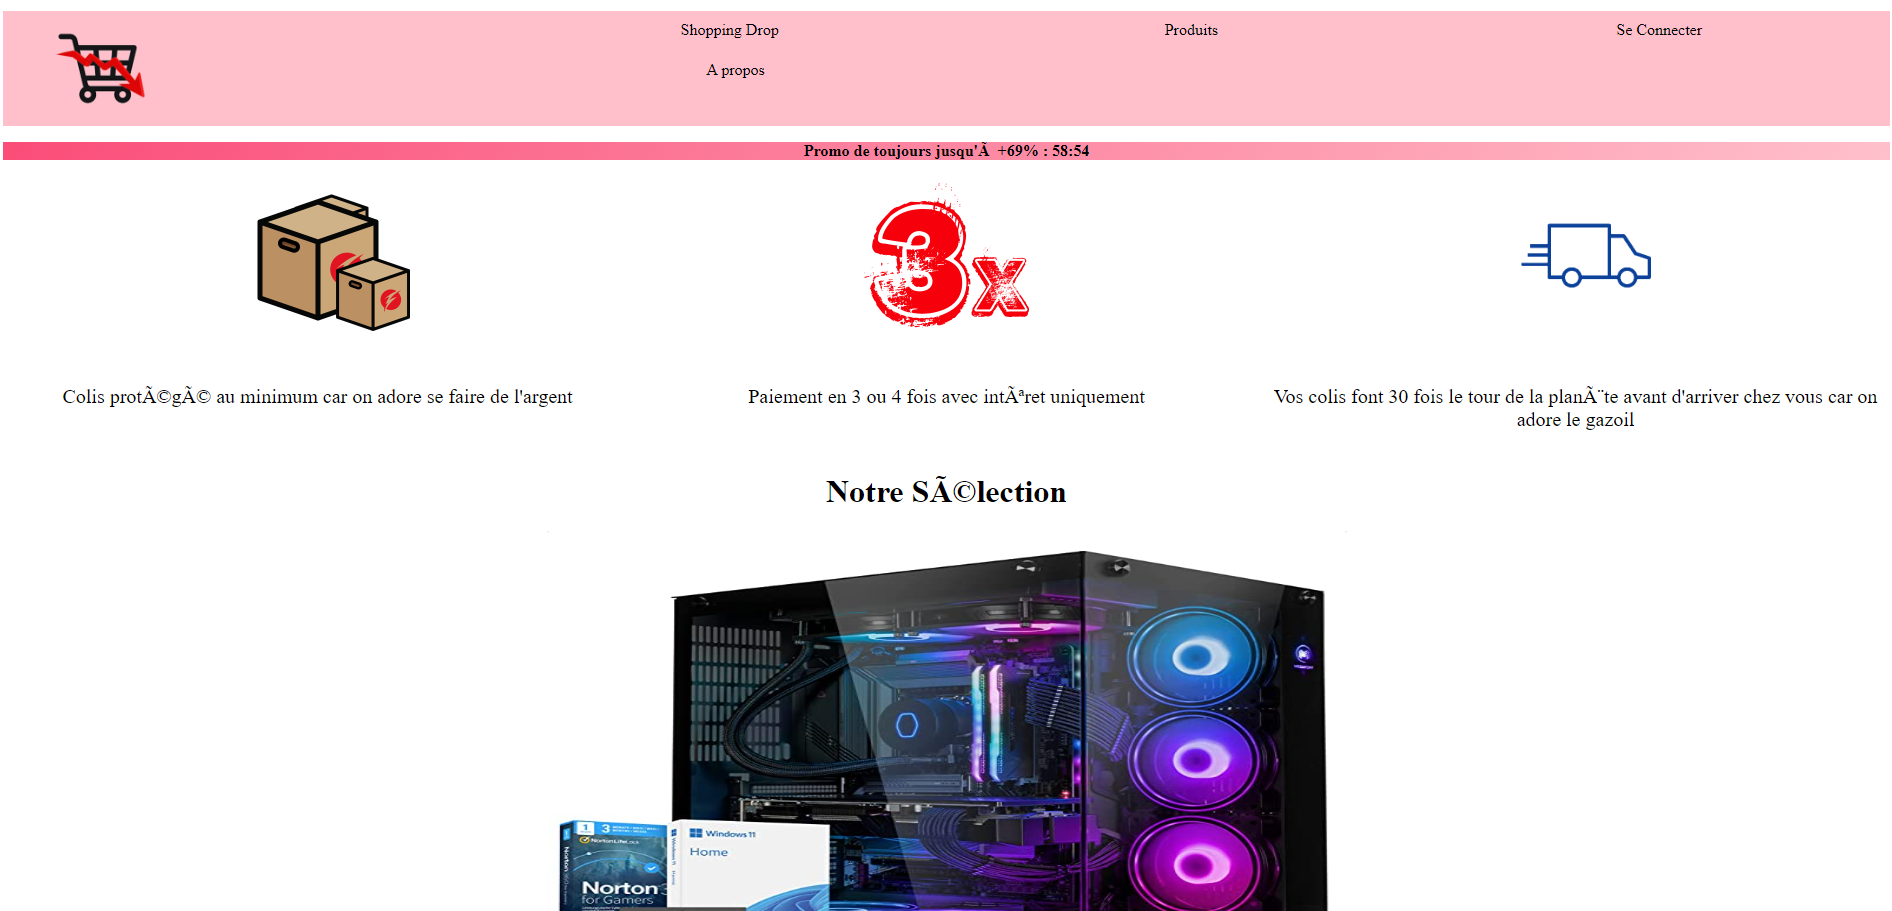 Shopping Drop
Produits
Se Connecter
A propos
Promo de toujours jusqu'Ã  +69% : 58:54
3x
Colis protÃ©gÃ© au minimum car on adore se faire de l'argent
Paiement en 3 ou 4 fois avec intÃªret uniquement
Vos colis font 30 fois le tour de la planÃ¨te avant d'arriver chez vous car on
adore le gazoil
Notre SÃ©lection
1
3
NortonLifeLock
Norton
for Gamers
Windows 11
Home